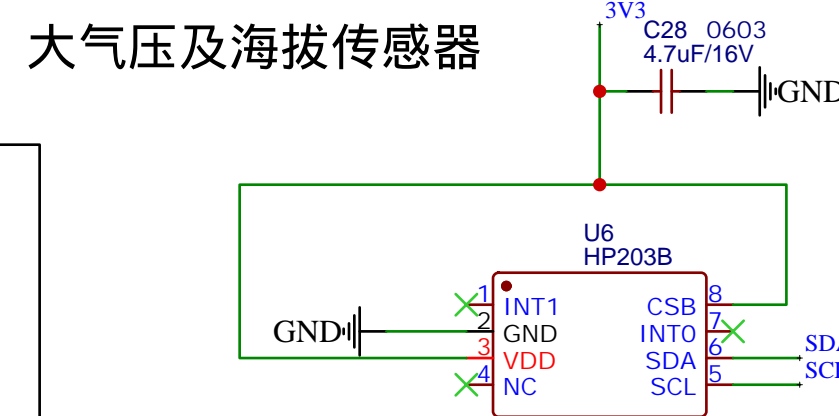 3V3
大气压及海拔传感器
C28 0603
4.7uF/16V
GND
U6
HP203B
1 INT1 CSB 8
2 GND INT0 7
GND
3 VDD SDA 6
4 NC SCL 5